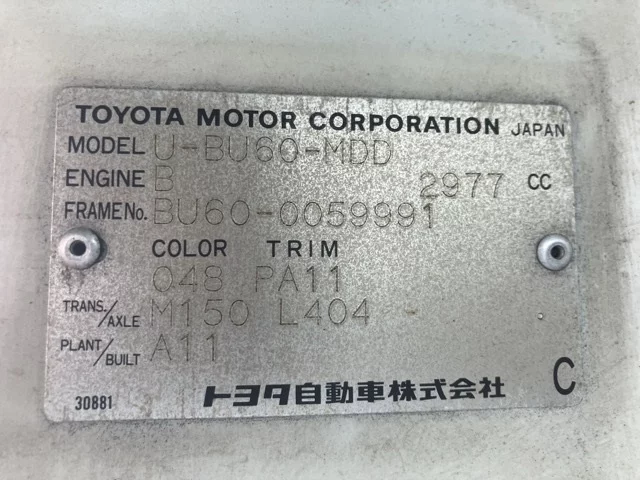 TOYOTA MOTOR CORPORATION JAPAN
MODEL U-BU60-MDD
ENGINE B 2977 CC
FRAME No. BU60-0059991
COLOR TRIM
048 PA11
TRANS./AXLE M150 L404
PLANT/BUILT A11
30881 トヨタ自動車株式会社 C